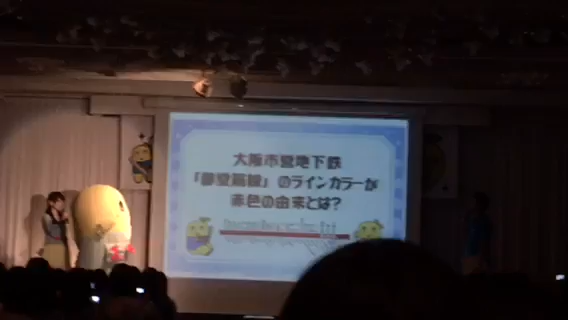 大阪市営地下鉄
「御堂筋線」のラインカラーが
赤色の由来とは?